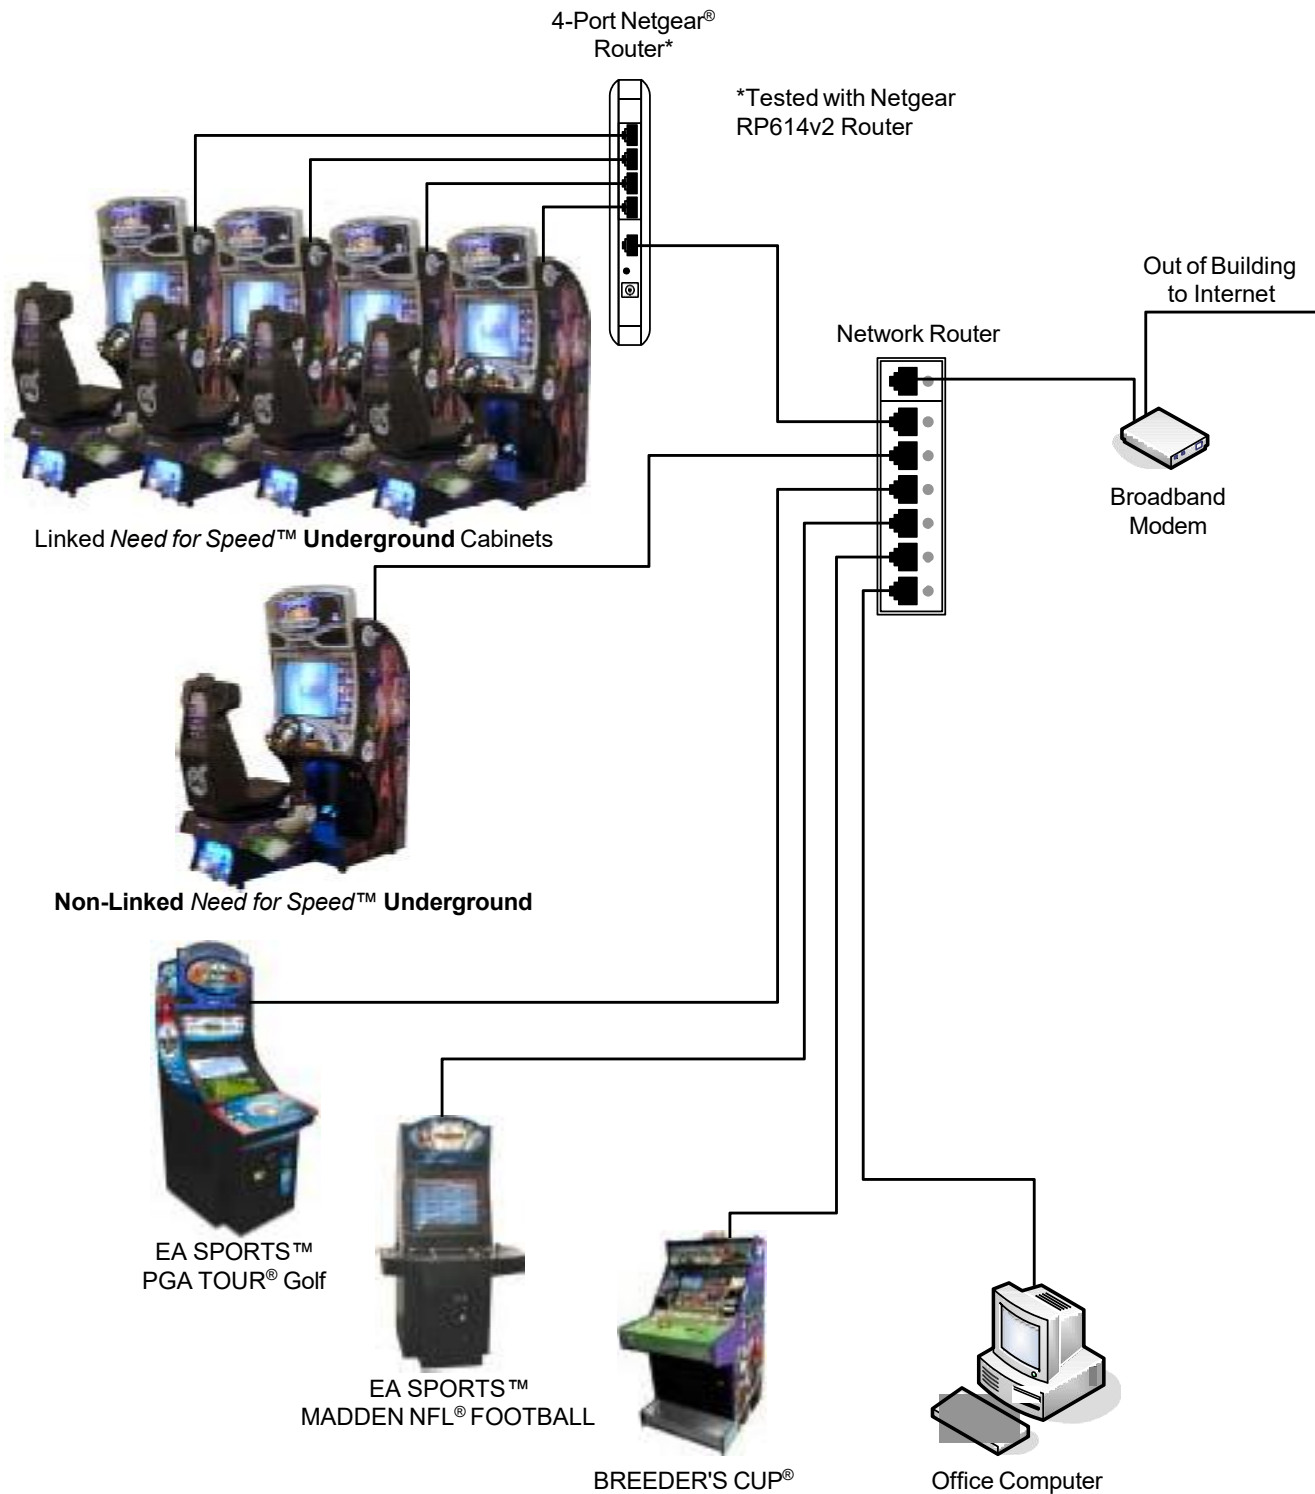 4-Port Netgear®
Router*
*Tested with Netgear
RP614v2 Router
Out of Building
to Internet
Network Router
Broadband
Modem
Linked Need for Speed™ Underground Cabinets
Non-Linked Need for Speed™ Underground
EA SPORTS™
PGA TOUR® Golf
EA SPORTS™
MADDEN NFL® FOOTBALL
BREEDER'S CUP®
Office Computer